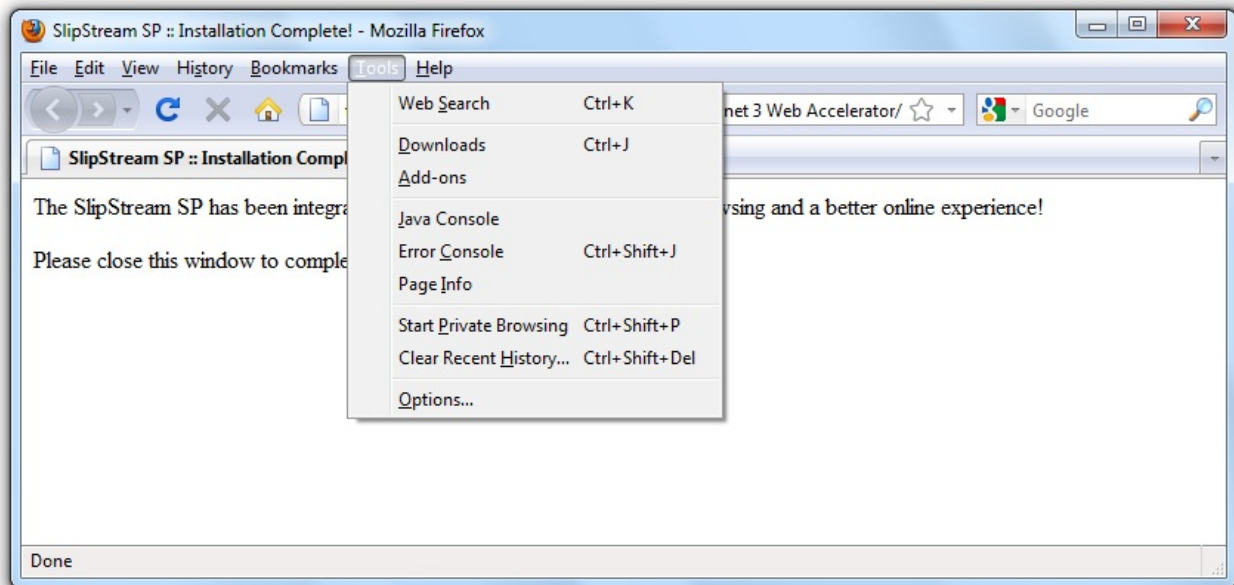 SlipStream SP :: Installation Complete! - Mozilla Firefox
File Edit View History Bookmarks Tools Help
net 3 Web Accelerator/ Google
SlipStream SP :: Installation Compl
The SlipStream SP has been integra
wsing and a better online experience!
Please close this window to comple
Web Search Ctrl+K
Downloads Ctrl+J
Add-ons
Java Console
Error Console Ctrl+Shift+J
Page Info
Start Private Browsing Ctrl+Shift+P
Clear Recent History... Ctrl+Shift+Del
Options...
Done